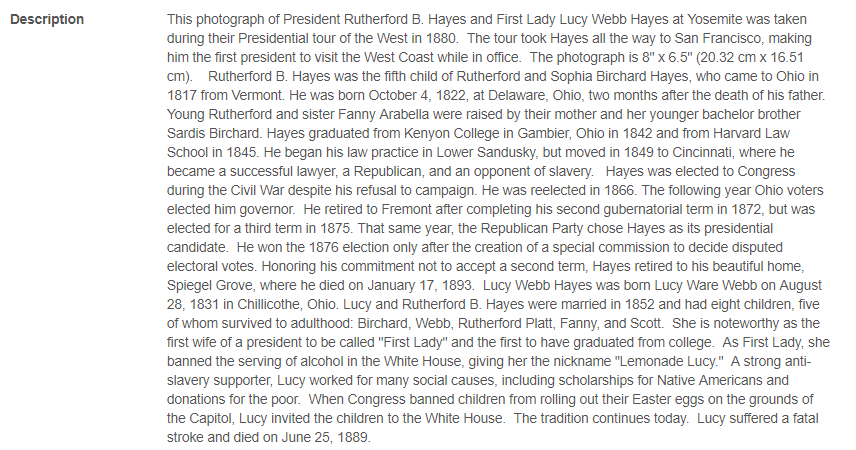 Description
This photograph of President Rutherford B. Hayes and First Lady Lucy Webb Hayes at Yosemite was taken
during their Presidential tour of the West in 1880.  The tour took Hayes all the way to San Francisco, making
him the first president to visit the West Coast while in office.  The photograph is 8" x 6.5" (20.32 cm x 16.51
cm).    Rutherford B. Hayes was the fifth child of Rutherford and Sophia Birchard Hayes, who came to Ohio in
1817 from Vermont. He was born October 4, 1822, at Delaware, Ohio, two months after the death of his father.
Young Rutherford and sister Fanny Arabella were raised by their mother and her younger bachelor brother
Sardis Birchard. Hayes graduated from Kenyon College in Gambier, Ohio in 1842 and from Harvard Law
School in 1845. He began his law practice in Lower Sandusky, but moved in 1849 to Cincinnati, where he
became a successful lawyer, a Republican, and an opponent of slavery.   Hayes was elected to Congress
during the Civil War despite his refusal to campaign. He was reelected in 1866. The following year Ohio voters
elected him governor.  He retired to Fremont after completing his second gubernatorial term in 1872, but was
elected for a third term in 1875. That same year, the Republican Party chose Hayes as its presidential
candidate.  He won the 1876 election only after the creation of a special commission to decide disputed
electoral votes. Honoring his commitment not to accept a second term, Hayes retired to his beautiful home,
Spiegel Grove, where he died on January 17, 1893.  Lucy Webb Hayes was born Lucy Ware Webb on August
28, 1831 in Chillicothe, Ohio. Lucy and Rutherford B. Hayes were married in 1852 and had eight children, five
of whom survived to adulthood: Birchard, Webb, Rutherford Platt, Fanny, and Scott.  She is noteworthy as the
first wife of a president to be called "First Lady" and the first to have graduated from college.  As First Lady, she
banned the serving of alcohol in the White House, giving her the nickname "Lemonade Lucy."  A strong anti-
slavery supporter, Lucy worked for many social causes, including scholarships for Native Americans and
donations for the poor.  When Congress banned children from rolling out their Easter eggs on the grounds of
the Capitol, Lucy invited the children to the White House.  The tradition continues today.  Lucy suffered a fatal
stroke and died on June 25, 1889.